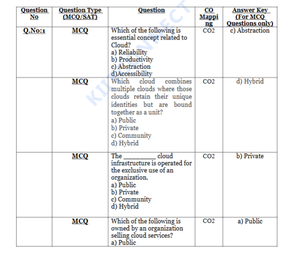 Question No
Question Type (MCQ/SAT)
Question
CO Mapping
Answer Key (For MCQ Questions only)
Q.No:1
MCQ
Which of the following is
essential concept related to
Cloud?
a) Reliability
b) Productivity
c) Abstraction
d)Accessibility
CO2
c) Abstraction
MCQ
Which cloud combines
multiple clouds where those
clouds retain their unique
identities but are bound
together as a unit?
a) Public
b) Private
c) Community
d) Hybrid
CO2
d) Hybrid
MCQ
The __________ cloud
infrastructure is operated for
the exclusive use of an
organization.
a) Public
b) Private
c) Community
d) Hybrid
CO2
b) Private
MCQ
Which of the following is
owned by an organization
selling cloud services?
a) Public
CO2
a) Public